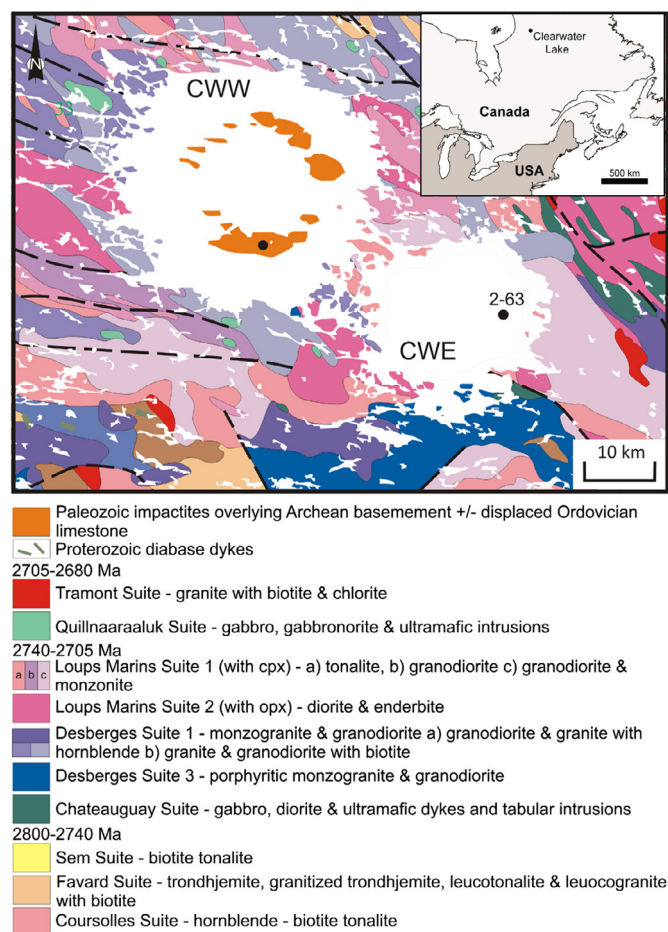 (N)
CWW
Clearwater
Lake
Canada
USA
500 km
2-63
CWE
10 km
Paleozoic impactites overlying Archean basemement +/- displaced Ordovician
limestone
Proterozoic diabase dykes
2705-2680 Ma
Tramont Suite - granite with biotite & chlorite
Quillnaaraaluk Suite - gabbro, gabbronorite & ultramafic intrusions
2740-2705 Ma
a b c Loups Marins Suite 1 (with cpx) - a) tonalite, b) granodiorite c) granodiorite &
monzonite
Loups Marins Suite 2 (with opx) - diorite & enderbite
Desberges Suite 1 - monzogranite & granodiorite a) granodiorite & granite with
hornblende b) granite & granodiorite with biotite
Desberges Suite 3 - porphyritic monzogranite & granodiorite
Chateauguay Suite - gabbro, diorite & ultramafic dykes and tabular intrusions
2800-2740 Ma
Sem Suite - biotite tonalite
Favard Suite - trondhjemite, granitized trondhjemite, leucotonalite & leuocogranite
with biotite
Coursolles Suite - hornblende - biotite tonalite